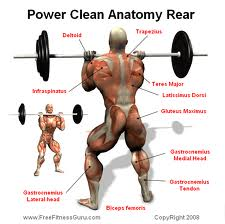 Power Clean Anatomy Rear
Deltoid
Trapezius
Infraspinatus
Teres Major
Latissimus Dorsi
Gluteus Maximus
Gastrocnemius
Medial Head
Gastrocnemius
Tendon
Gastrocnemius
Lateral head
Biceps femoris
www.FreeFitnessGuru.com
CopyRight 2008